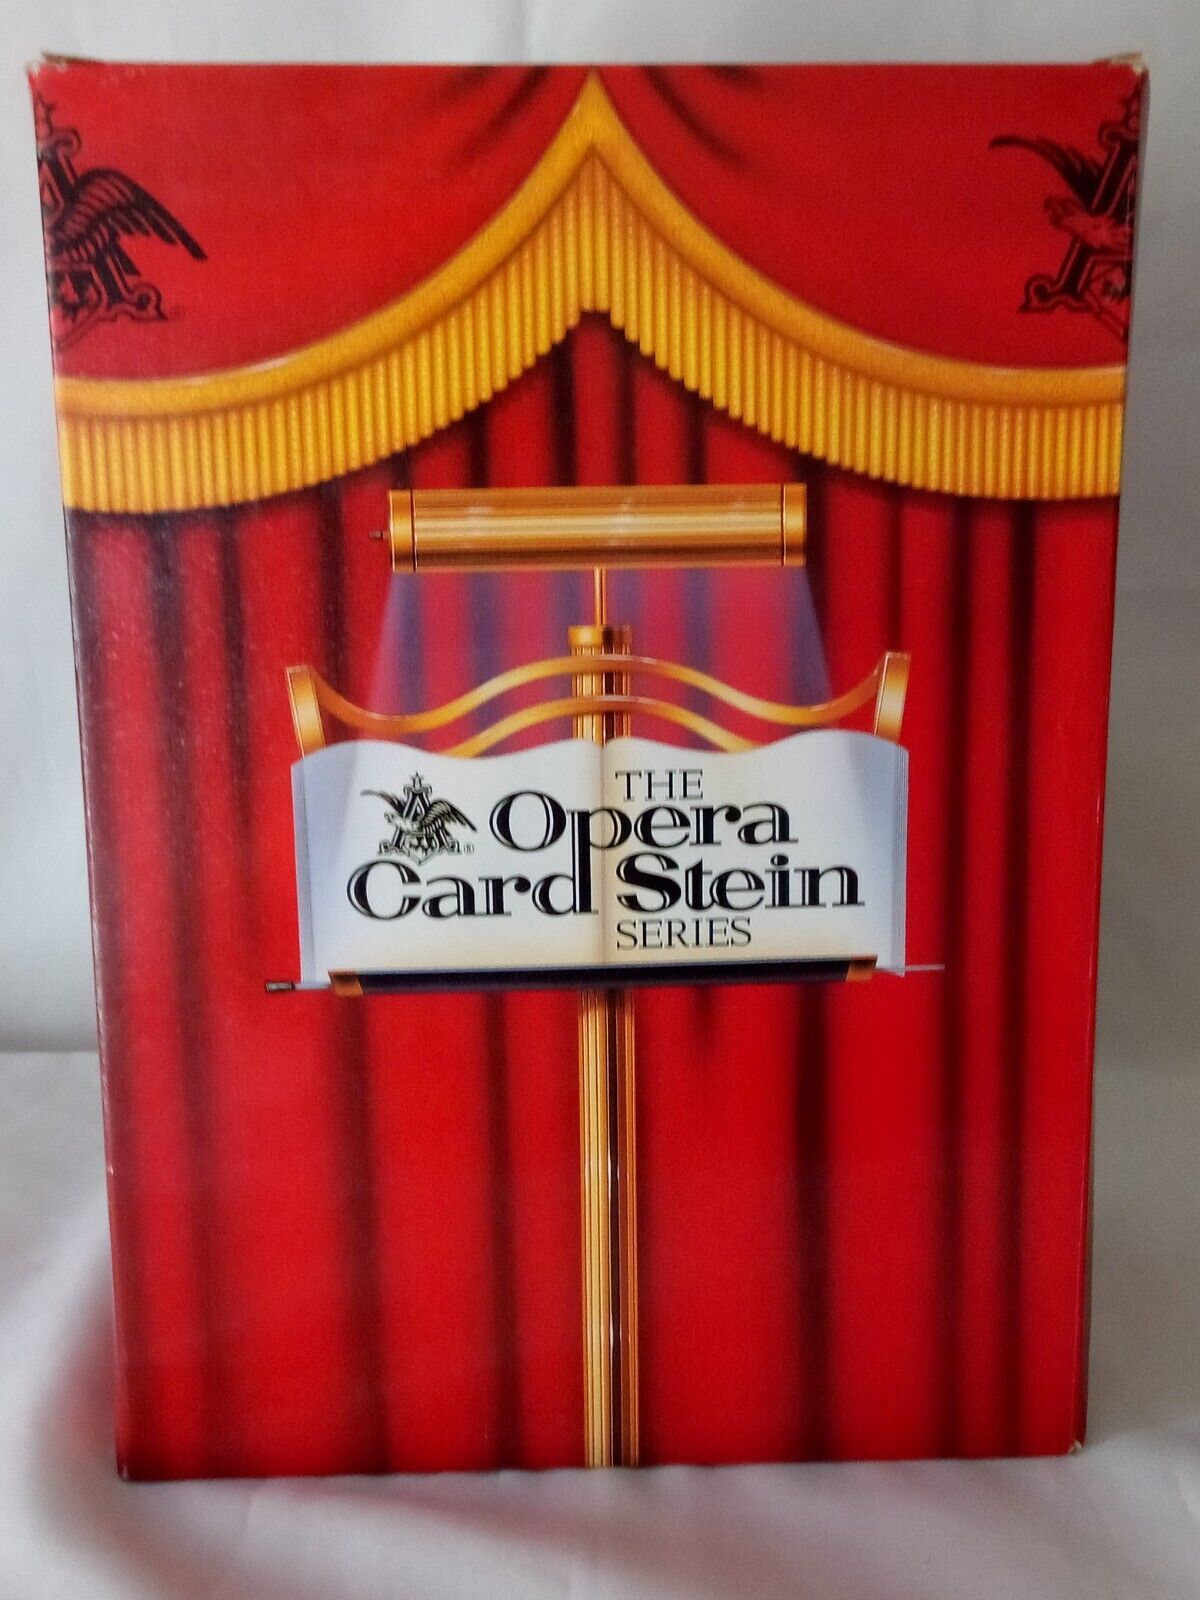 THE
Opera
Card Stein
SERIES